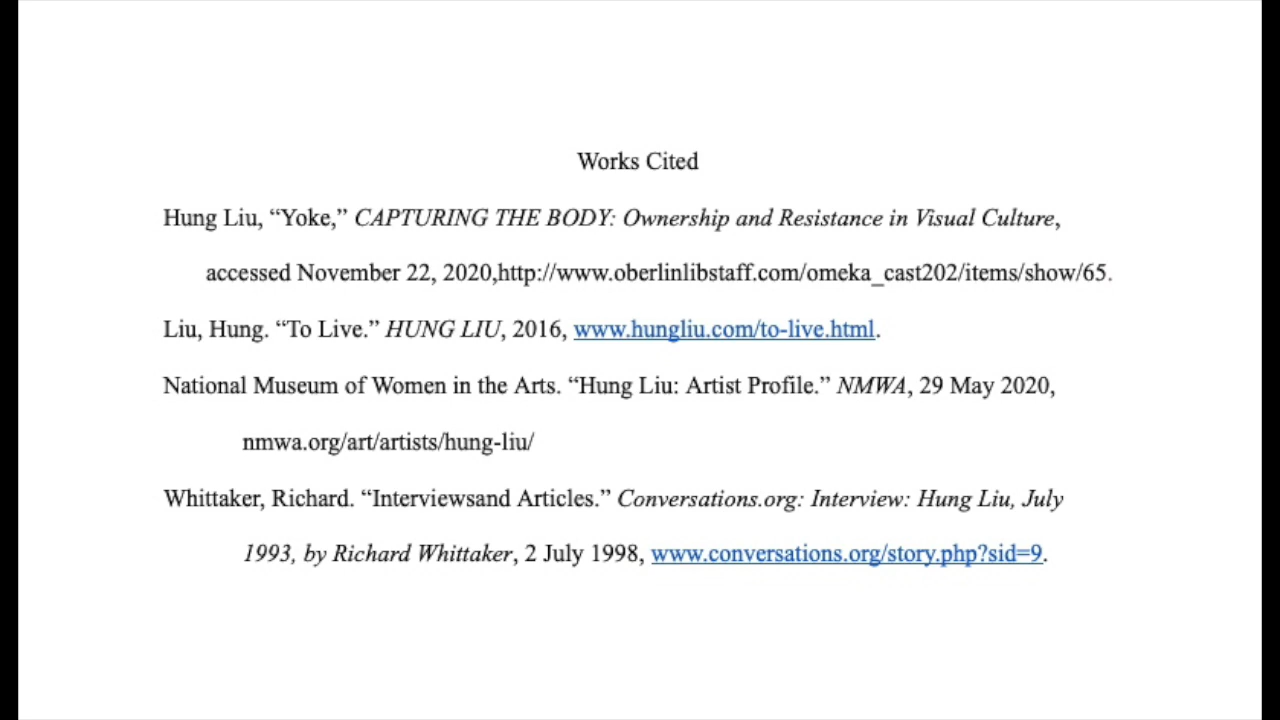 Works Cited
Hung Liu, “Yoke,” CAPTURING THE BODY: Ownership and Resistance in Visual Culture,
accessed November 22, 2020,http://www.oberlinlibstaff.com/omeka_cast202/items/show/65.
Liu, Hung. “To Live.” HUNG LIU, 2016, www.hungliu.com/to-live.html.
National Museum of Women in the Arts. “Hung Liu: Artist Profile.” NMWA, 29 May 2020,
nmwa.org/art/artists/hung-liu/
Whittaker, Richard. “Interviewsand Articles.” Conversations.org: Interview: Hung Liu, July
1993, by Richard Whittaker, 2 July 1998, www.conversations.org/story.php?sid=9.